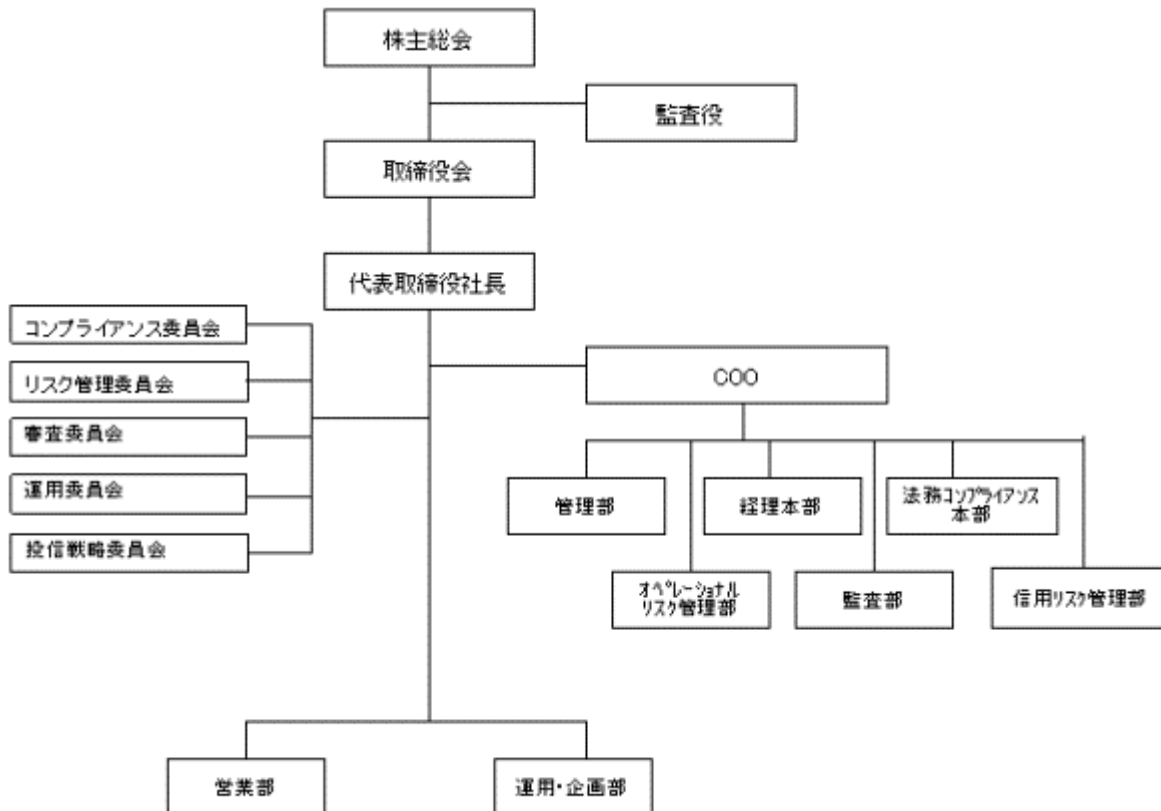 株主総会
監査役
取締役会
代表取締役社長
コンプライアンス委員会
リスク管理委員会
審査委員会
運用委員会
投信戦略委員会
COO
管理部
経理本部
法務コンプライアンス
本部
オペレーショナル
リスク管理部
監査部
信用リスク管理部
営業部
運用・企画部